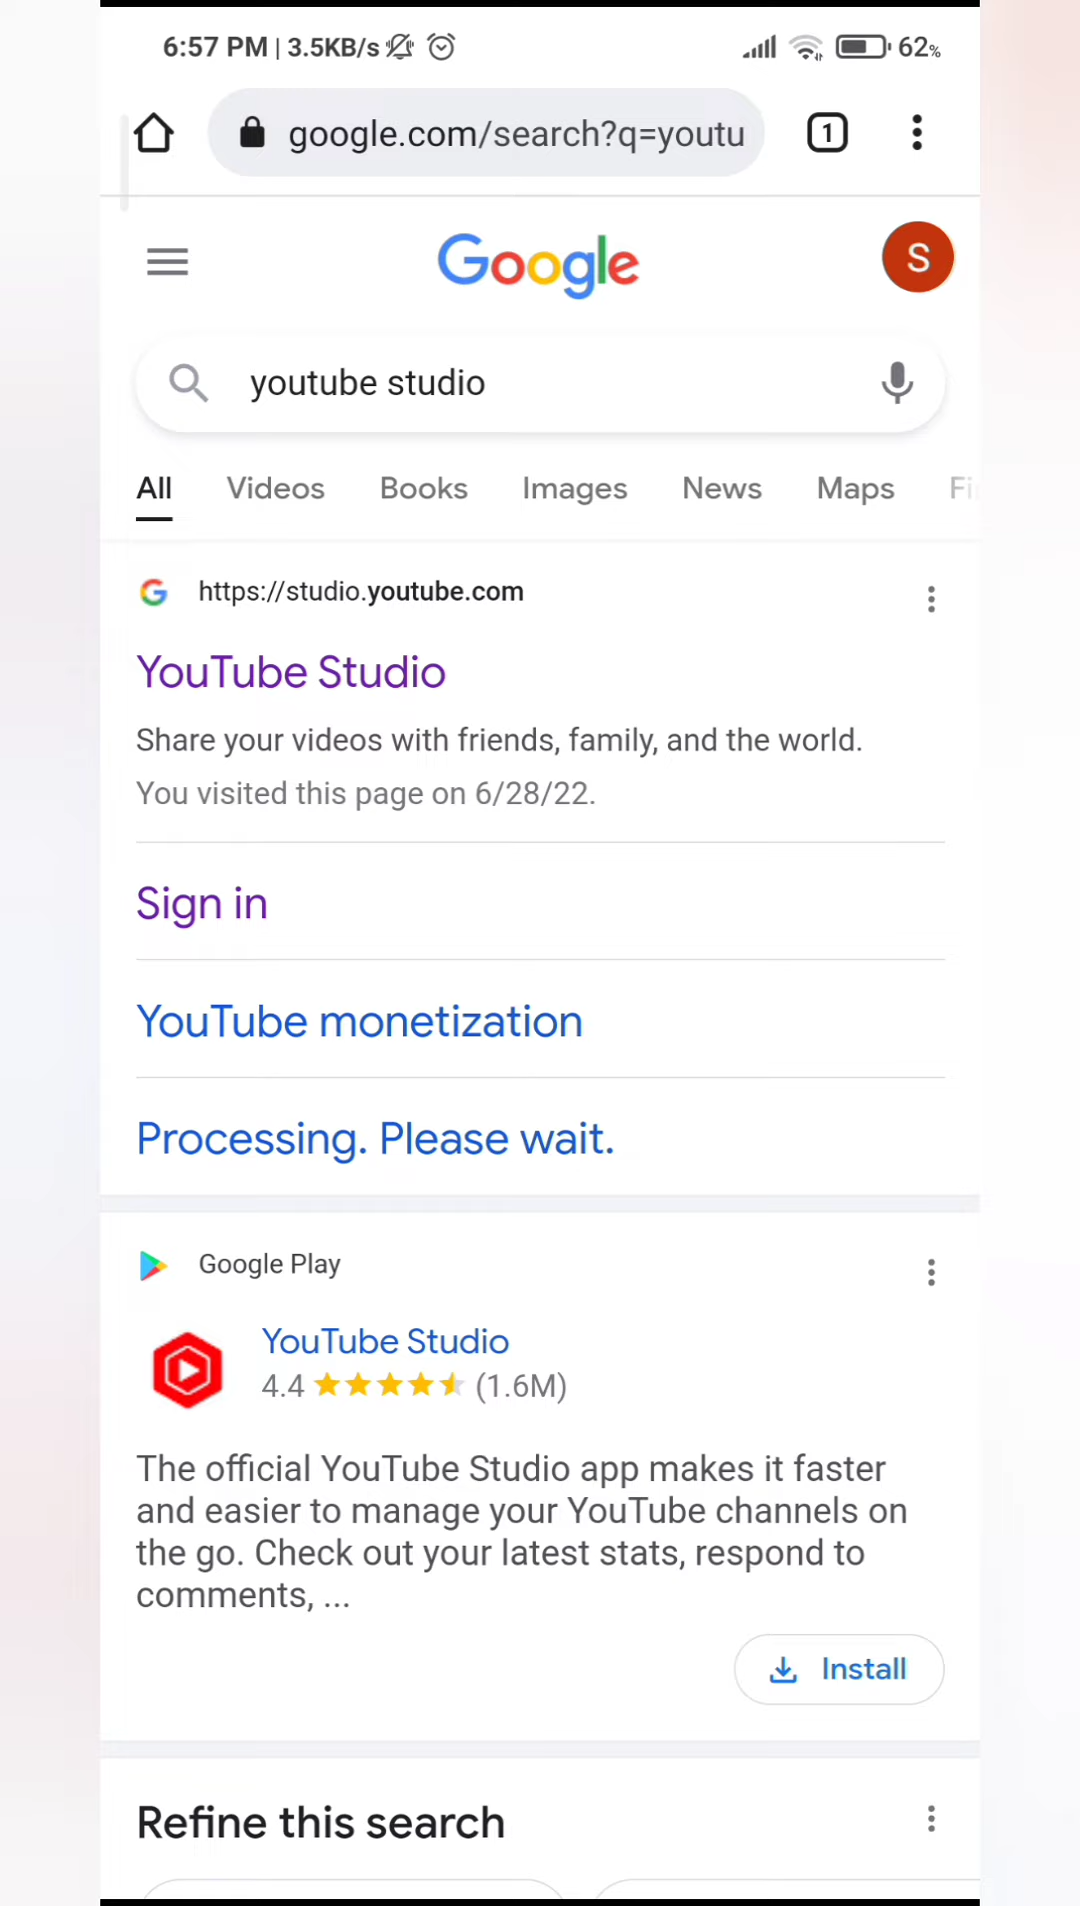 6:57 PM | 3.5KB/s 62%
google.com/search?q=youtu 1
Google S
youtube studio
All Videos Books Images News Maps Fi
https://studio.youtube.com
YouTube Studio
Share your videos with friends, family, and the world.
You visited this page on 6/28/22.
Sign in
YouTube monetization
Processing. Please wait.
Google Play
YouTube Studio
4.4 (1.6M)
The official YouTube Studio app makes it faster
and easier to manage your YouTube channels on
the go. Check out your latest stats, respond to
comments, ...
Install
Refine this search